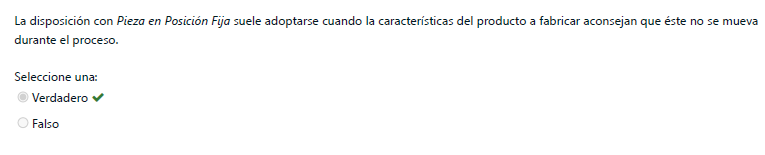 La disposición con Pieza en Posición Fija suele adoptarse cuando la características del producto a fabricar aconsejan que éste no se mueva
durante el proceso.
Seleccione una:
Verdadero ✔
Falso